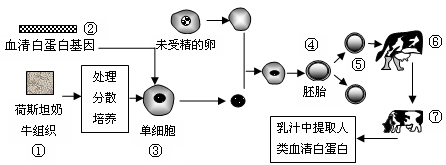 ②
血清白蛋白基因
未受精的卵
荷斯坦奶
牛组织
①
处理
分散
培养
单细胞
③
④
胚胎
⑤
⑥
⑦
乳汁中提取人
类血清白蛋白